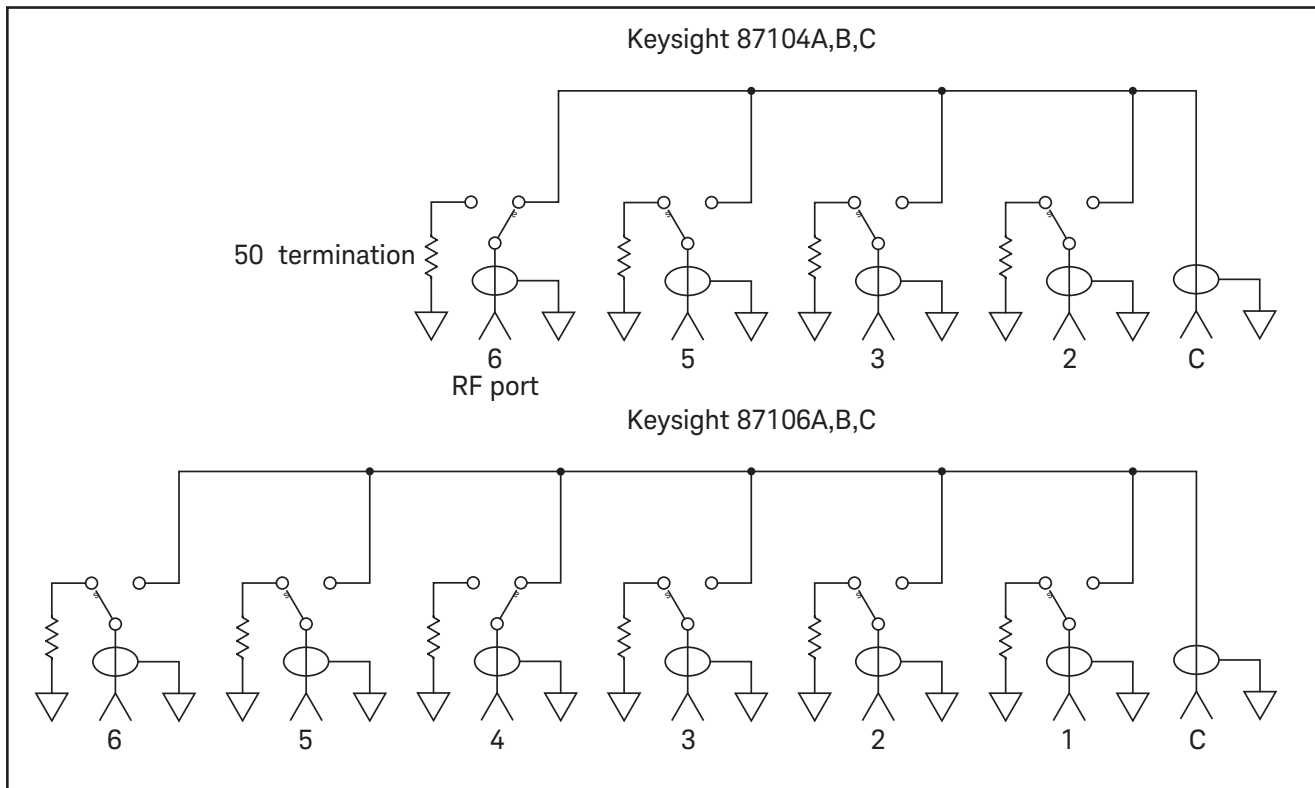 Keysight 87104A,B,C
50 termination
6 5 3 2 C
RF port
Keysight 87106A,B,C
6 5 4 3 2 1 C